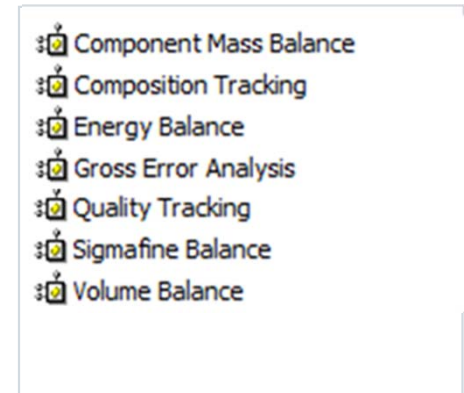 Component Mass Balance
Composition Tracking
Energy Balance
Gross Error Analysis
Quality Tracking
Sigmafine Balance
Volume Balance